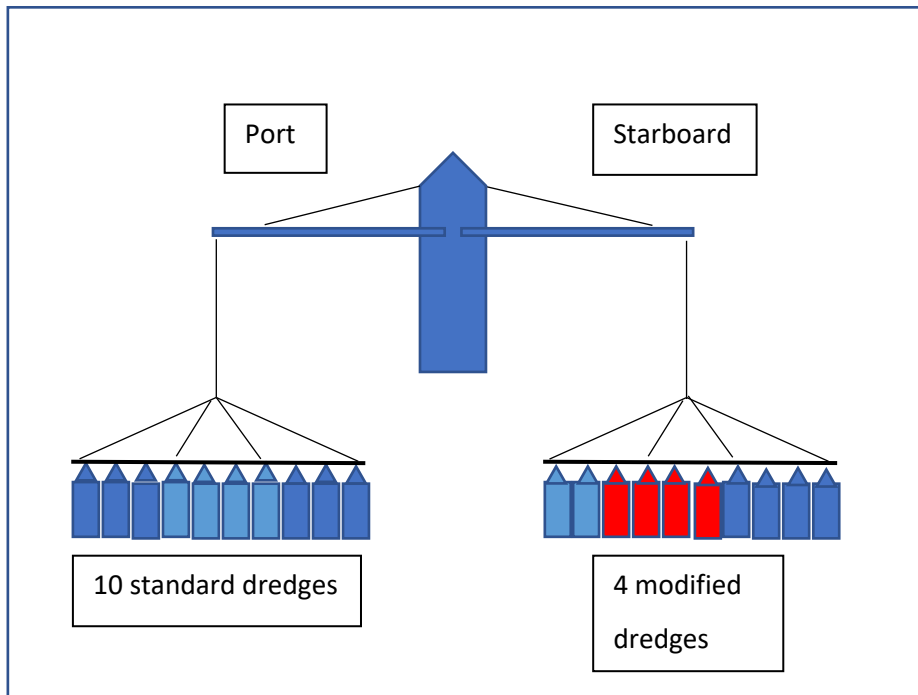 Port
Starboard
10 standard dredges
4 modified
dredges